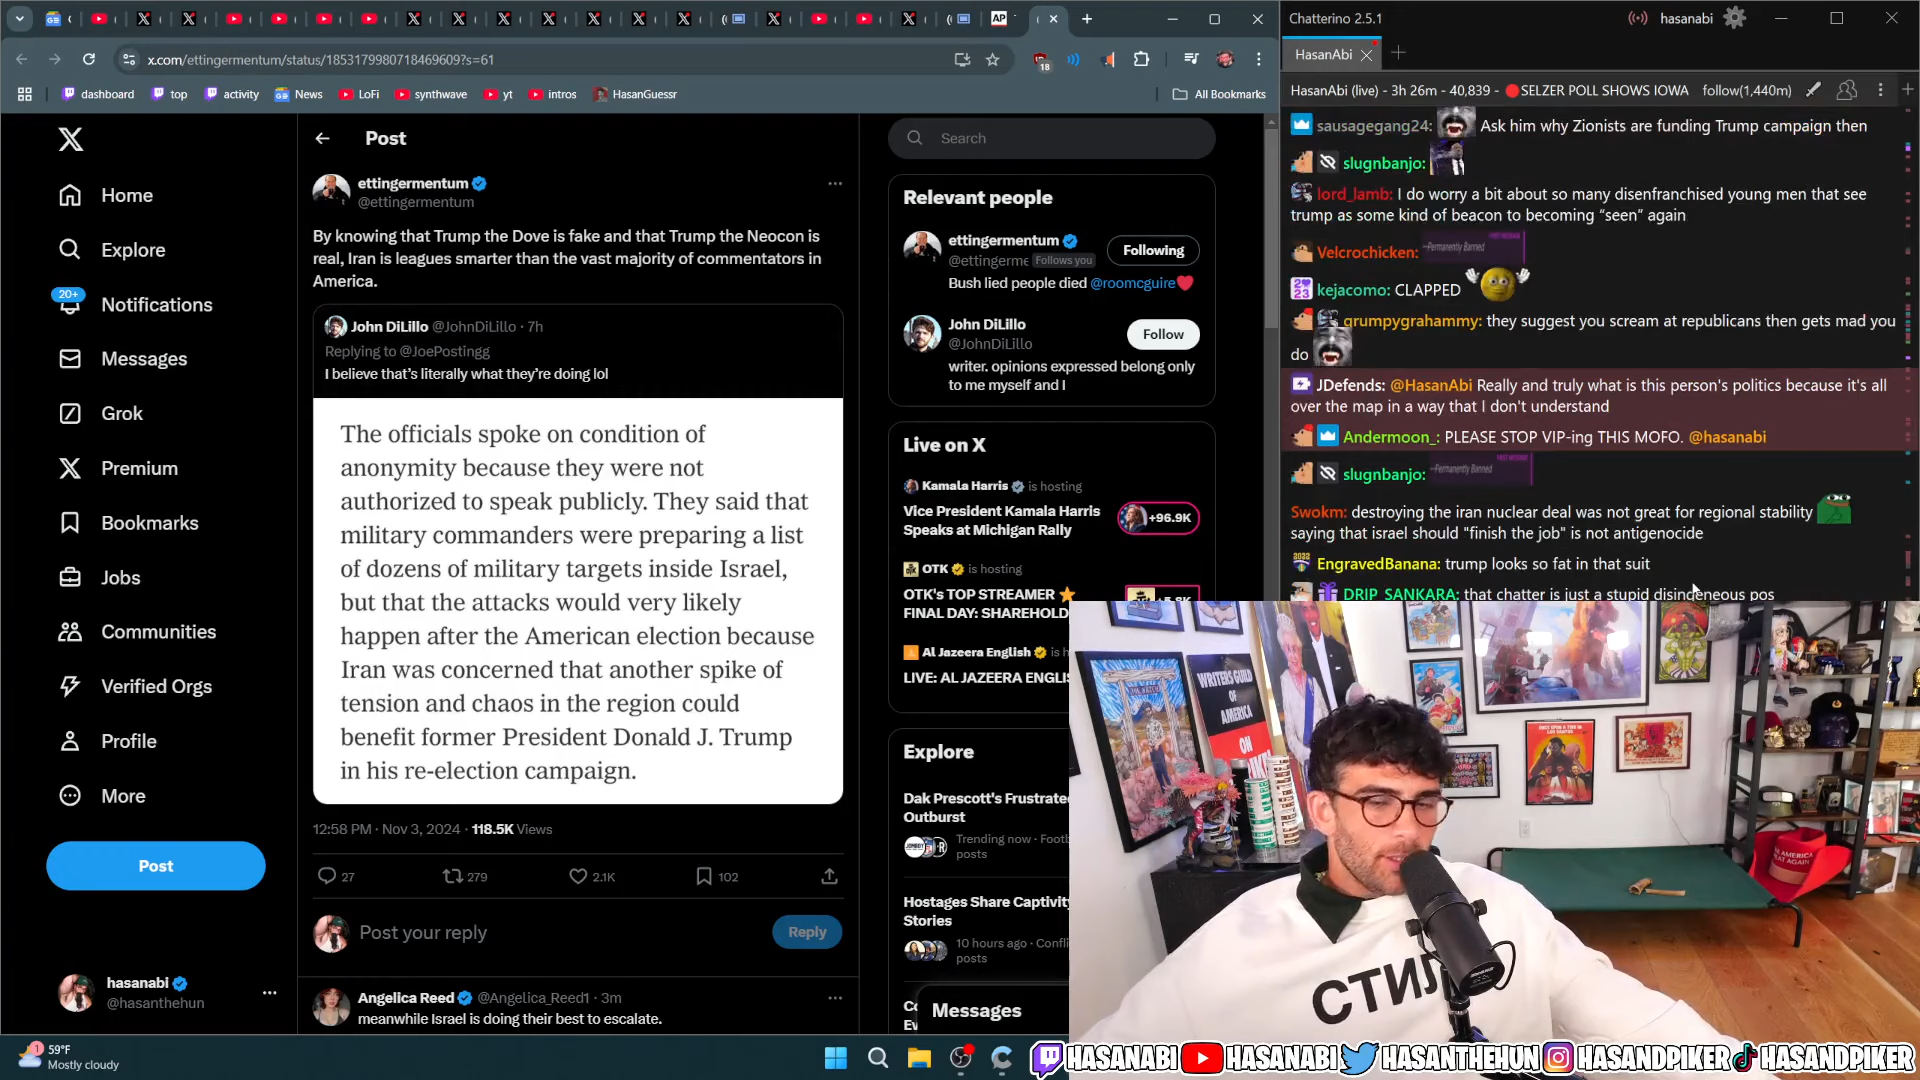 x.com/ettingermentum/status/1853179980718469609?s=61
dashboard
top
activity
News
LoFi
synthwave
yt
intros
HasanGuessr
All Bookmarks
Home
Explore
20+
Notifications
Messages
Grok
Premium
Bookmarks
Jobs
Communities
Verified Orgs
Profile
More
Post
hasanabi
@hasanthehun
Post
ettingermentum
@ettingermentum
By knowing that Trump the Dove is fake and that Trump the Neocon is
real, Iran is leagues smarter than the vast majority of commentators in
America.
John DiLillo @JohnDiLillo · 7h
Replying to @JoePostingg
I believe that’s literally what they’re doing lol
The officials spoke on condition of
anonymity because they were not
authorized to speak publicly. They said that
military commanders were preparing a list
of dozens of military targets inside Israel,
but that the attacks would very likely
happen after the American election because
Iran was concerned that another spike of
tension and chaos in the region could
benefit former President Donald J. Trump
in his re-election campaign.
12:58 PM · Nov 3, 2024 · 118.5K Views
27
279
2.1K
102
Post your reply
Reply
Angelica Reed @Angelica_Reed1 · 3m
meanwhile Israel is doing their best to escalate.
Search
Relevant people
ettingermentum
@ettingerme Follows you
Following
Bush lied people died @roomcguire
John DiLillo
@JohnDiLillo
Follow
writer. opinions expressed belong only
to me myself and I
Live on X
Kamala Harris is hosting
Vice President Kamala Harris
Speaks at Michigan Rally
+96.9K
OTK is hosting
OTK's TOP STREAMER
FINAL DAY: SHAREHOLD
+5.8K
Al Jazeera English is h
LIVE: AL JAZEERA ENGLIS
Explore
Dak Prescott's Frustrated
Outburst
Trending now · Footb
posts
Hostages Share Captivity
Stories
10 hours ago · Confli
posts
Messages
Chatterino 2.5.1
hasanabi
HasanAbi
HasanAbi (live) - 3h 26m - 40,839 - SELZER POLL SHOWS IOWA
follow(1,440m)
sausagegang24: Ask him why Zionists are funding Trump campaign then
slugnbanjo:
lord_lamb: I do worry a bit about so many disenfranchised young men that see
trump as some kind of beacon to becoming “seen” again
Velcrochicken: Permanently Banned
kejacomo: CLAPPED
grumpygrahammy: they suggest you scream at republicans then gets mad you
do
JDefends: @HasanAbi Really and truly what is this person's politics because it's all
over the map in a way that I don't understand
Andermoon_: PLEASE STOP VIP-ing THIS MOFO. @hasanabi
slugnbanjo: Permanently Banned
Swokm: destroying the iran nuclear deal was not great for regional stability
saying that israel should "finish the job" is not antigenocide
EngravedBanana: trump looks so fat in that suit
DRIP_SANKARA: that chatter is just a stupid disindeneous pos
WRITERS GUILD
OF
AMERICA
ON
СТИЛ
59°F
Mostly cloudy
HASANABI
HASANABI
HASANTHEHUN
HASANDPIKER
HASANDPIKER